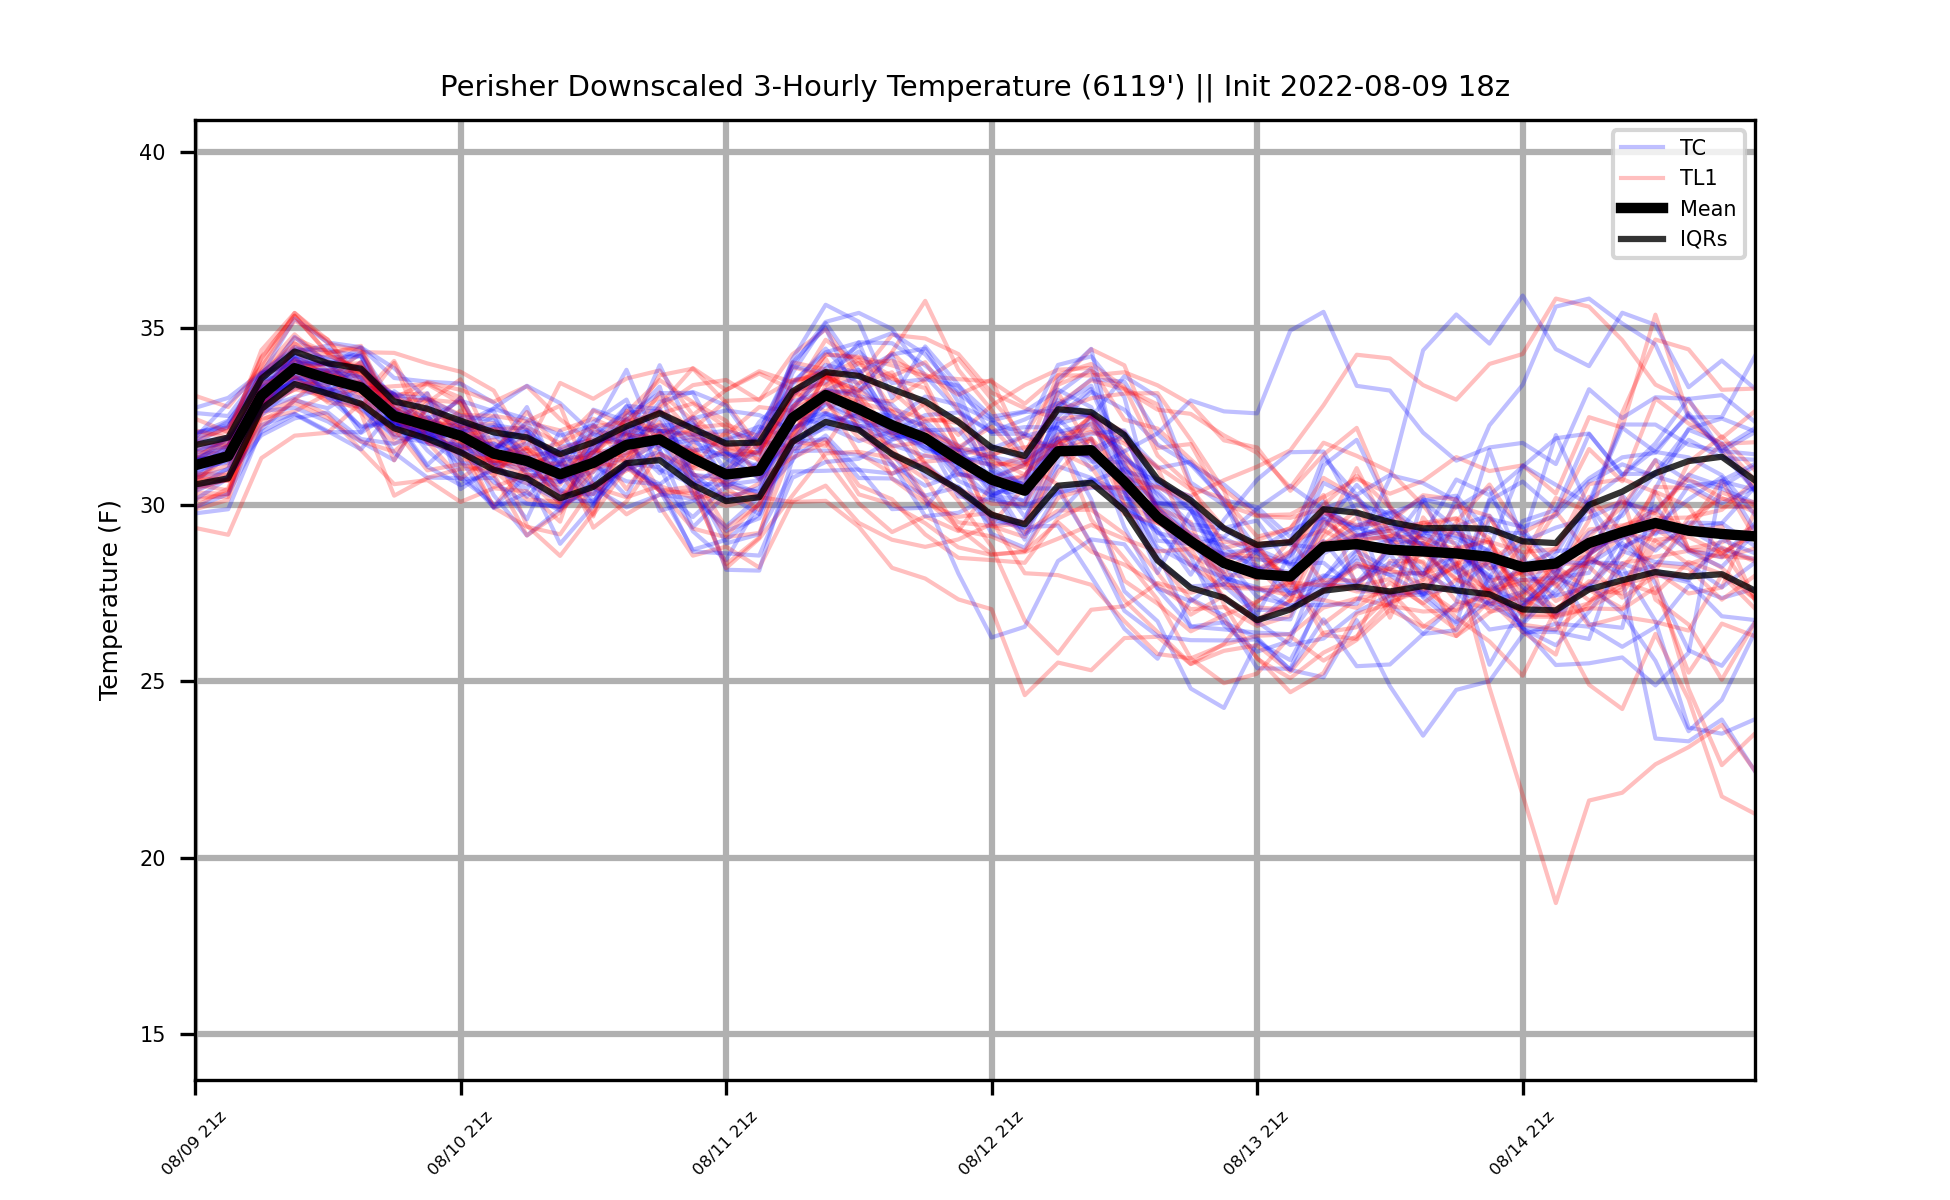 Perisher Downscaled 3-Hourly Temperature (6119') || Init 2022-08-09 18z
TC
TL1
Mean
IQRs
Temperature (F)
40
35
30
25
20
15
08/09 21z
08/10 21z
08/11 21z
08/12 21z
08/13 21z
08/14 21z